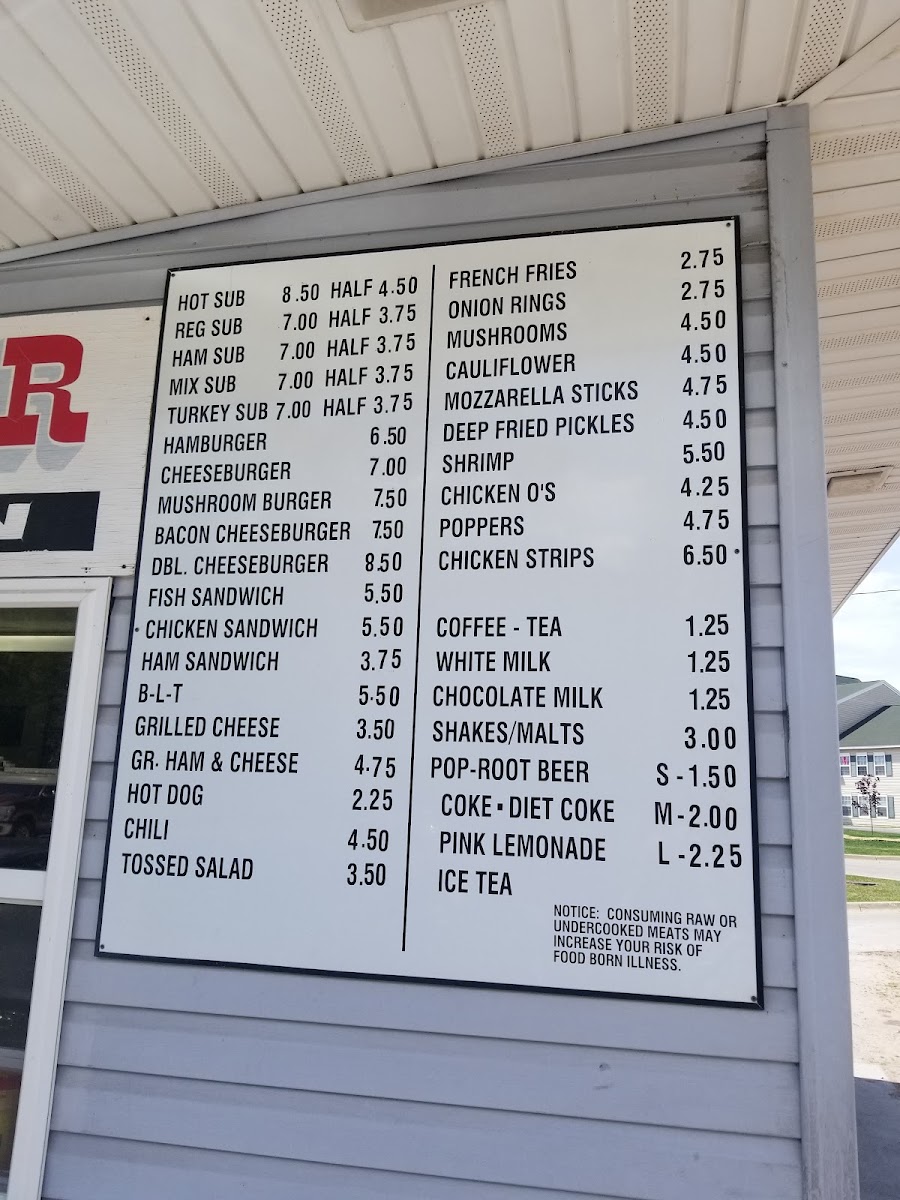 R
HOT SUB 8.50 HALF 4.50
REG SUB 7.00 HALF 3.75
HAM SUB 7.00 HALF 3.75
MIX SUB 7.00 HALF 3.75
TURKEY SUB 7.00 HALF 3.75
HAMBURGER 6.50
CHEESEBURGER 7.00
MUSHROOM BURGER 7.50
BACON CHEESEBURGER 7.50
DBL. CHEESEBURGER 8.50
FISH SANDWICH 5.50
CHICKEN SANDWICH 5.50
HAM SANDWICH 3.75
B-L-T 5.50
GRILLED CHEESE 3.50
GR. HAM & CHEESE 4.75
HOT DOG 2.25
CHILI 4.50
TOSSED SALAD 3.50
FRENCH FRIES 2.75
ONION RINGS 2.75
MUSHROOMS 4.50
CAULIFLOWER 4.50
MOZZARELLA STICKS 4.75
DEEP FRIED PICKLES 4.50
SHRIMP 5.50
CHICKEN O'S 4.25
POPPERS 4.75
CHICKEN STRIPS 6.50
COFFEE - TEA 1.25
WHITE MILK 1.25
CHOCOLATE MILK 1.25
SHAKES/MALTS 3.00
POP-ROOT BEER S - 1.50
COKE ▪ DIET COKE M - 2.00
PINK LEMONADE L - 2.25
ICE TEA
NOTICE: CONSUMING RAW OR
UNDERCOOKED MEATS MAY
INCREASE YOUR RISK OF
FOOD BORN ILLNESS.